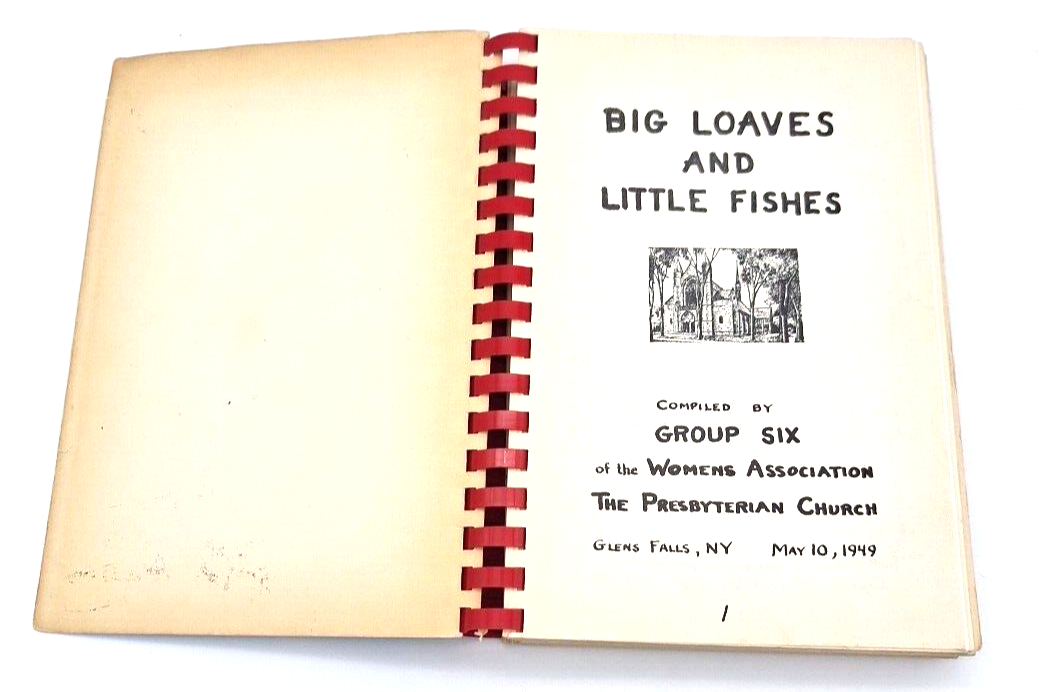 BIG LOAVES
AND
LITTLE FISHES
COMPILED BY
GROUP SIX
of the WOMENS ASSOCIATION
THE PRESBYTERIAN CHURCH
GLENS FALLS, NY MAY 10, 1949
1